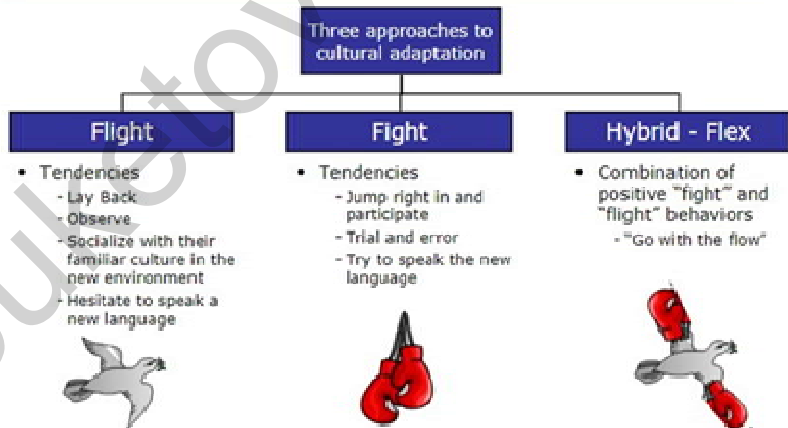 Three approaches to
cultural adaptation
Flight
• Tendencies
- Lay Back
- Observe
- Socialize with their
familiar culture in the
new environment
- Hesitate to speak a
new language
Fight
• Tendencies
- Jump right in and
participate
- Trial and error
- Try to speak the new
language
Hybrid - Flex
• Combination of
positive "fight" and
"flight" behaviors
- "Go with the flow"